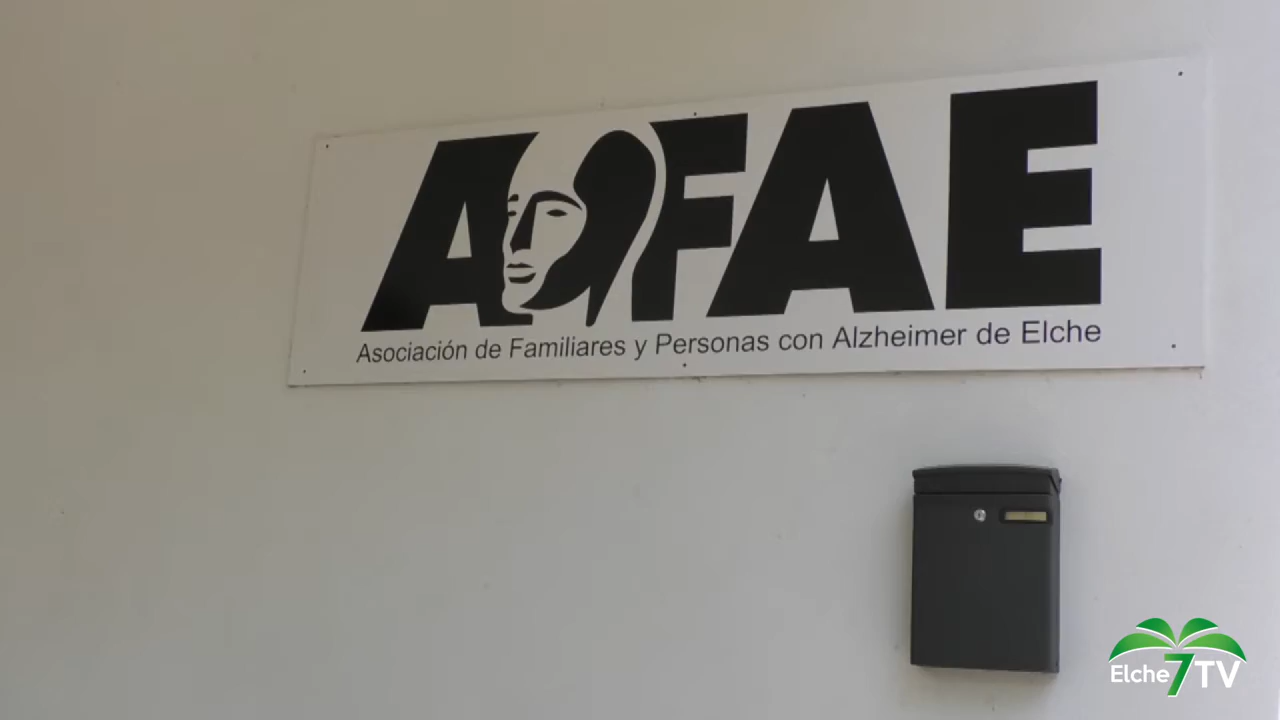 AFAE
Asociación de Familiares y Personas con Alzheimer de Elche
Elche 7 TV